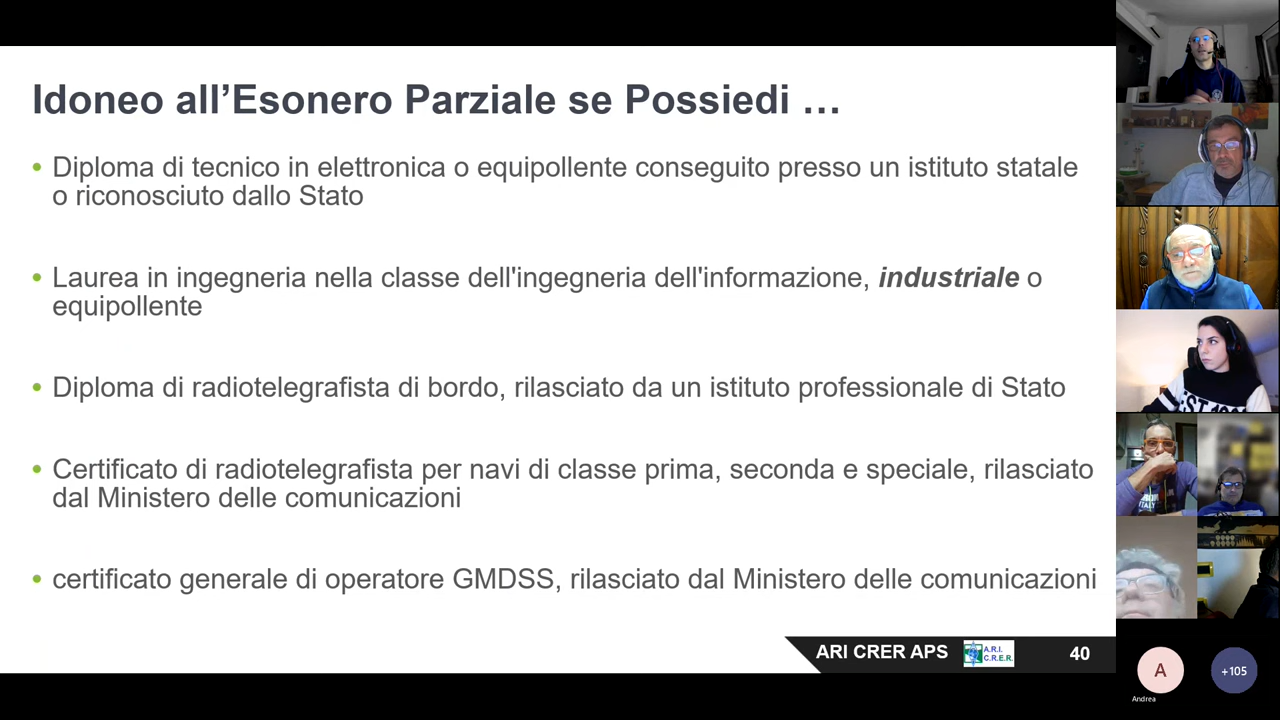 Idoneo all’Esonero Parziale se Possiedi …
• Diploma di tecnico in elettronica o equipollente conseguito presso un istituto statale
o riconosciuto dallo Stato
• Laurea in ingegneria nella classe dell'ingegneria dell'informazione, industriale o
equipollente
• Diploma di radiotelegrafista di bordo, rilasciato da un istituto professionale di Stato
• Certificato di radiotelegrafista per navi di classe prima, seconda e speciale, rilasciato
dal Ministero delle comunicazioni
• certificato generale di operatore GMDSS, rilasciato dal Ministero delle comunicazioni
ARI CRER APS
A.R.I.
C.R.E.R.
40
A
Andrea
+105